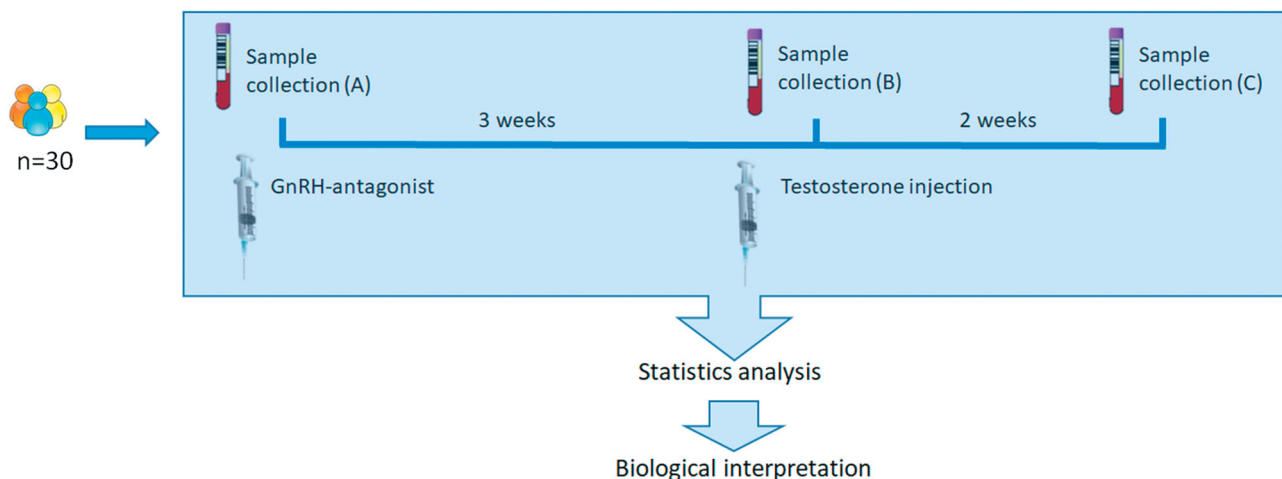 Sample
collection (A)
Sample
collection (B)
Sample
collection (C)
3 weeks
2 weeks
n=30
GnRH-antagonist
Testosterone injection
Statistics analysis
Biological interpretation